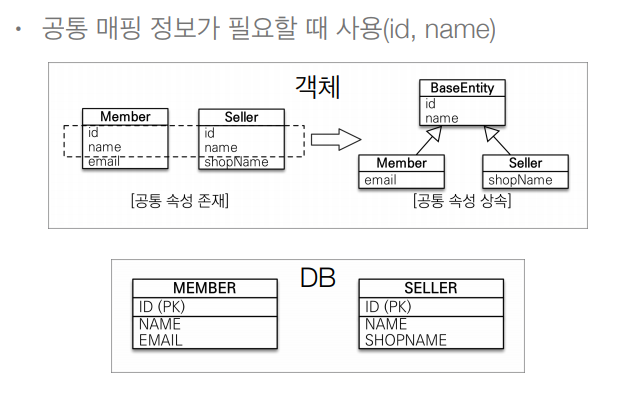 • 공통 매핑 정보가 필요할 때 사용(id, name)
객체
Member
id
name
email
Seller
id
name
shopName
[공통 속성 존재]
BaseEntity
id
name
Member
email
Seller
shopName
[공통 속성 상속]
DB
MEMBER
ID (PK)
NAME
EMAIL
SELLER
ID (PK)
NAME
SHOPNAME